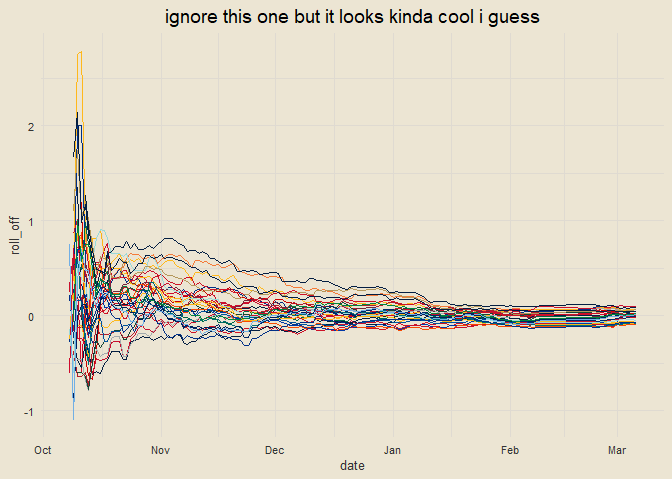 ignore this one but it looks kinda cool i guess
roll_off
2
1
0
-1
Oct Nov Dec Jan Feb Mar
date